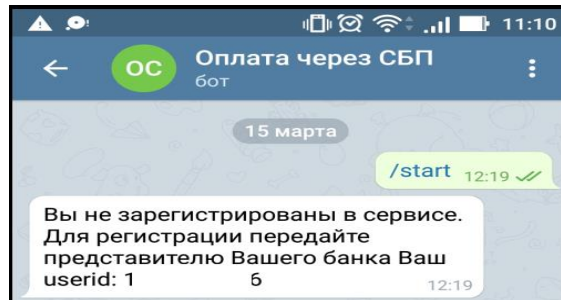 11:10
ОС
Оплата через СБП
бот
15 марта
/start 12:19
Вы не зарегистрированы в сервисе.
Для регистрации передайте
представителю Вашего банка Ваш
userid: 1 6
12:19